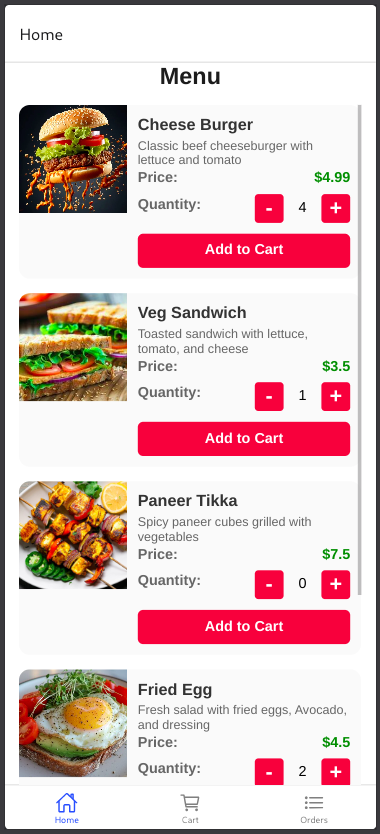 Home
Menu
Cheese Burger
Classic beef cheeseburger with
lettuce and tomato
Price: $4.99
Quantity: - 4 +
Add to Cart
Veg Sandwich
Toasted sandwich with lettuce,
tomato, and cheese
Price: $3.5
Quantity: - 1 +
Add to Cart
Paneer Tikka
Spicy paneer cubes grilled with
vegetables
Price: $7.5
Quantity: - 0 +
Add to Cart
Fried Egg
Fresh salad with fried eggs, Avocado,
and dressing
Price: $4.5
Quantity: - 2 +
Home Cart Orders